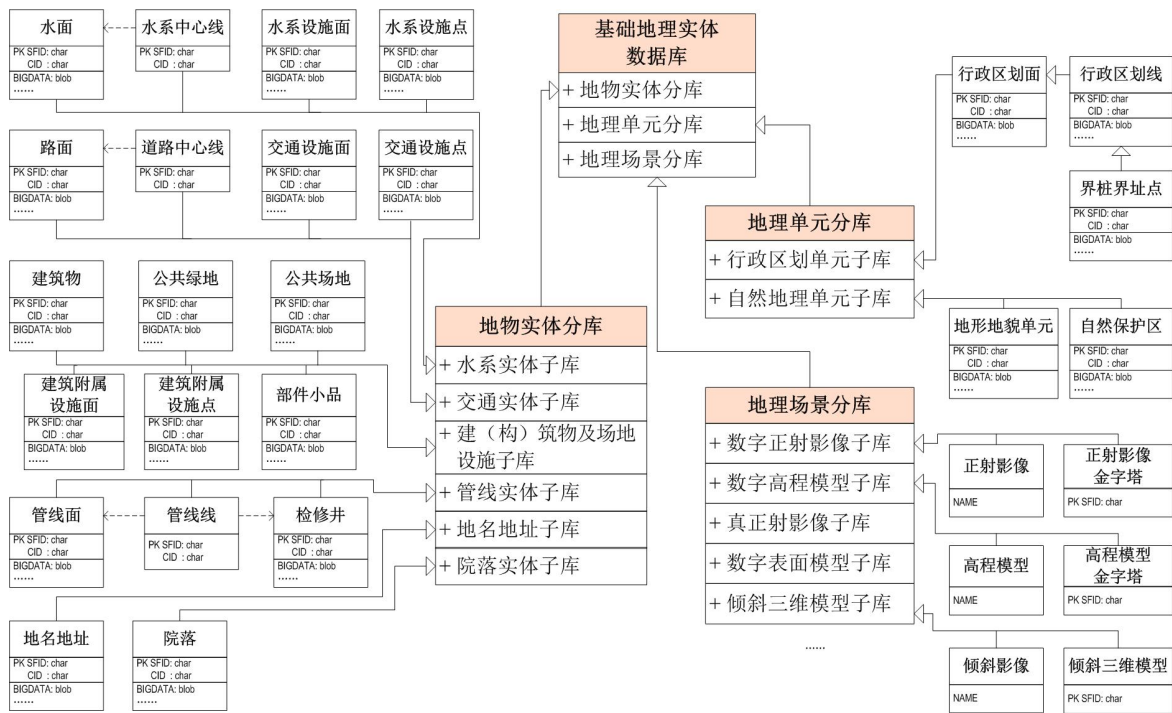 水面
PK SFID: char
CID : char
BIGDATA: blob
......
水系中心线
PK SFID: char
CID : char
水系设施面
PK SFID: char
CID : char
BIGDATA: blob
......
水系设施点
PK SFID: char
CID : char
BIGDATA: blob
......
路面
PK SFID: char
CID : char
BIGDATA: blob
......
道路中心线
PK SFID: char
CID : char
交通设施面
PK SFID: char
CID : char
BIGDATA: blob
......
交通设施点
PK SFID: char
CID : char
BIGDATA: blob
......
建筑物
PK SFID: char
CID : char
BIGDATA: blob
......
公共绿地
PK SFID: char
CID : char
BIGDATA: blob
......
公共场地
PK SFID: char
CID : char
BIGDATA: blob
......
建筑附属
设施面
PK SFID: char
CID : char
BIGDATA: blob
......
建筑附属
设施点
PK SFID: char
CID : char
BIGDATA: blob
......
部件小品
PK SFID: char
CID : char
BIGDATA: blob
......
管线面
PK SFID: char
CID : char
BIGDATA: blob
......
管线线
PK SFID: char
CID : char
检修井
PK SFID: char
CID : char
BIGDATA: blob
......
地名地址
PK SFID: char
CID : char
BIGDATA: blob
......
院落
PK SFID: char
CID : char
BIGDATA: blob
......
基础地理实体
数据库
+ 地物实体分库
+ 地理单元分库
+ 地理场景分库
地物实体分库
+ 水系实体子库
+ 交通实体子库
+ 建（构）筑物及场地
设施子库
+ 管线实体子库
+ 地名地址子库
+ 院落实体子库
地理单元分库
+ 行政区划单元子库
+ 自然地理单元子库
地理场景分库
+ 数字正射影像子库
+ 数字高程模型子库
+ 真正射影像子库
+ 数字表面模型子库
+ 倾斜三维模型子库
......
行政区划面
PK SFID: char
CID : char
BIGDATA: blob
......
行政区划线
PK SFID: char
CID : char
BIGDATA: blob
......
界桩界址点
PK SFID: char
CID : char
BIGDATA: blob
......
地形地貌单元
PK SFID: char
CID : char
BIGDATA: blob
......
自然保护区
PK SFID: char
CID : char
BIGDATA: blob
......
正射影像
NAME
正射影像
金字塔
PK SFID: char
高程模型
NAME
高程模型
金字塔
PK SFID: char
倾斜影像
NAME
倾斜三维模型
PK SFID: char